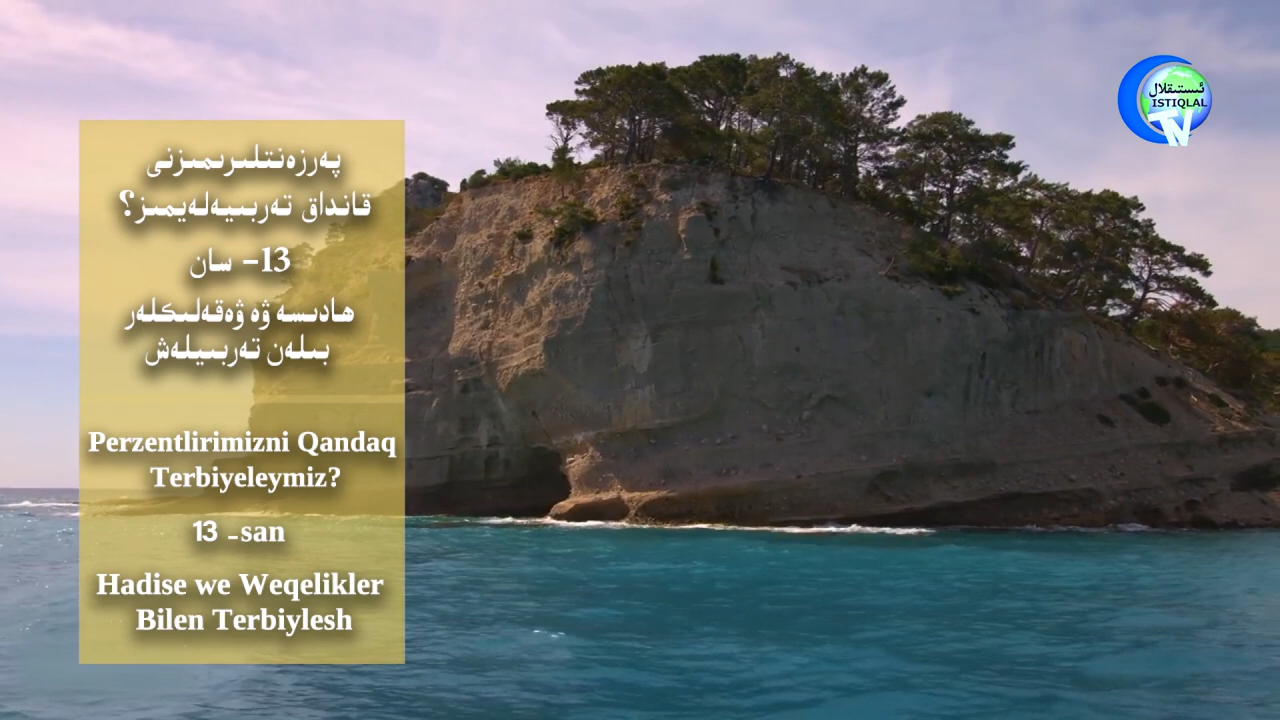 پەرزەنتلىرىمىزنى
قانداق تەربىيەلەيمىز؟
13- سان
ھادىسە ۋە ۋەقەلىكلەر
بىلەن تەربىيىلەش
Perzentlirimizni Qandaq
Terbiyeleymiz?
13 -san
Hadise we Weqelikler
Bilen Terbiylesh
ئىستىقلال
ISTIQLAL
TV